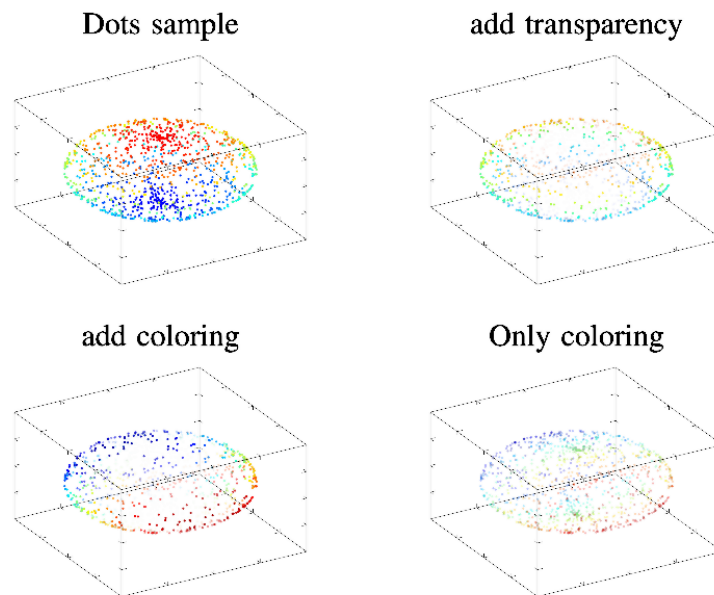 Dots sample
add transparency
add coloring
Only coloring